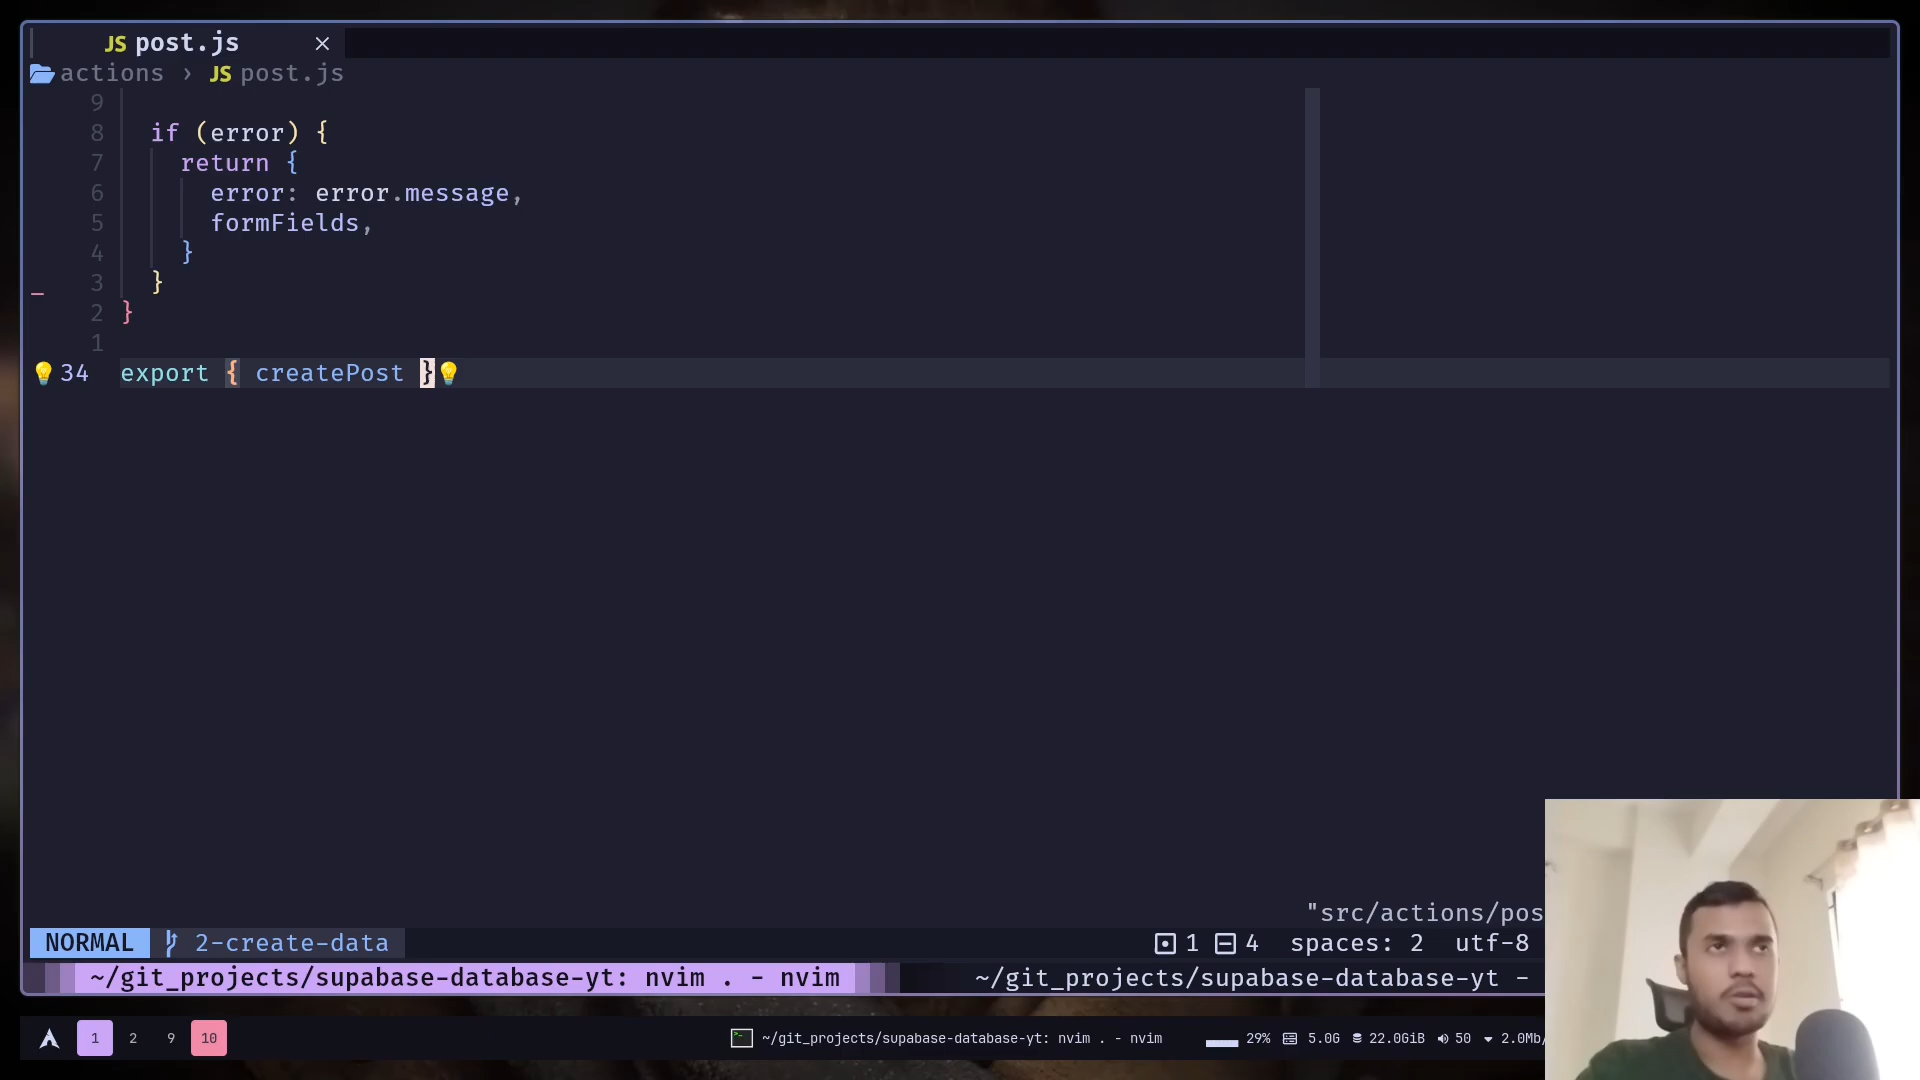 JS post.js ×
actions › JS post.js
9
8 if (error) {
7 return {
6 error: error.message,
5 formFields,
4 }
3 }
2 }
1
34 export { createPost }
"src/actions/pos
NORMAL 2-create-data 1 4 spaces: 2 utf-8
~/git_projects/supabase-database-yt: nvim . - nvim ~/git_projects/supabase-database-yt -
1 2 9 10 ~/git_projects/supabase-database-yt: nvim . - nvim 29% 5.0G 22.0GiB 50 2.0Mb/